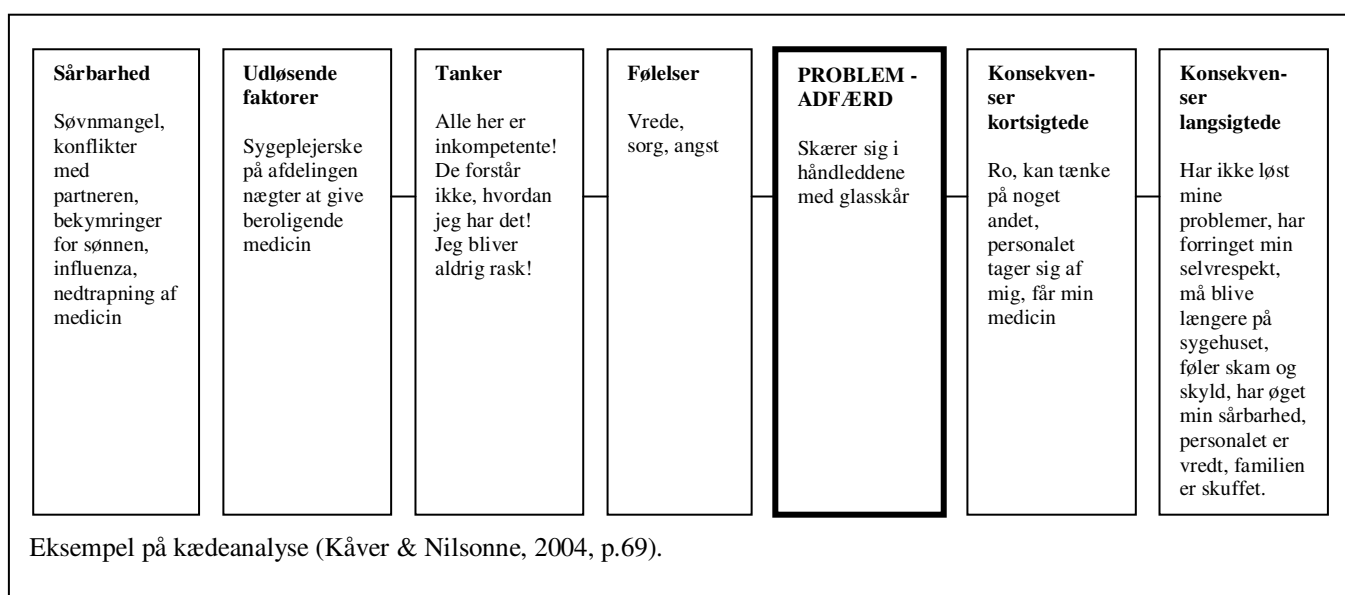 Sårbarhed
Søvnmangel,
konflikter
med
partneren,
bekymringer
for sønnen,
influenza,
nedtrapning af
medicin
Udløsende
faktorer
Sygeplejerske
på afdelingen
nægter at give
beroligende
medicin
Tanker
Alle her er
inkompetente!
De forstår
ikke, hvordan
jeg har det!
Jeg bliver
aldrig rask!
Følelser
Vrede,
sorg, angst
PROBLEM -
ADFÆRD
Skærer sig i
håndleddene
med glasskår
Konsekven-
ser
kortsigtede
Ro, kan tænke
på noget
andet,
personalet
tager sig af
mig, får min
medicin
Konsekven-
ser
langsigtede
Har ikke løst
mine
problemer, har
forringet min
selvrespekt,
må blive
længere på
sygehuset,
føler skam og
skyld, har øget
min sårbarhed,
personalet er
vredt, familien
er skuffet.
Eksempel på kædeanalyse (Kåver & Nilsonne, 2004, p.69).